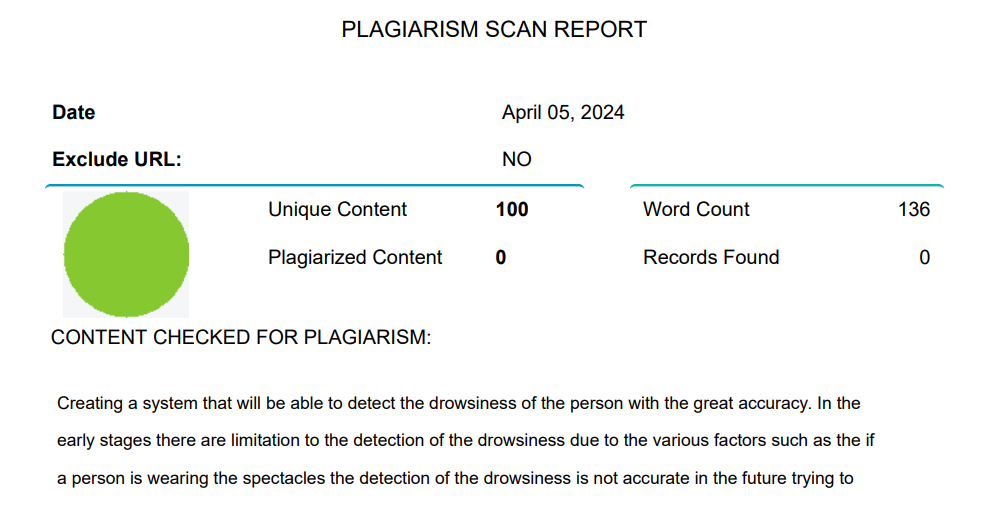 PLAGIARISM SCAN REPORT
Date April 05, 2024
Exclude URL: NO
Unique Content 100 Word Count 136
Plagiarized Content 0 Records Found 0
CONTENT CHECKED FOR PLAGIARISM:
Creating a system that will be able to detect the drowsiness of the person with the great accuracy. In the
early stages there are limitation to the detection of the drowsiness due to the various factors such as the if
a person is wearing the spectacles the detection of the drowsiness is not accurate in the future trying to